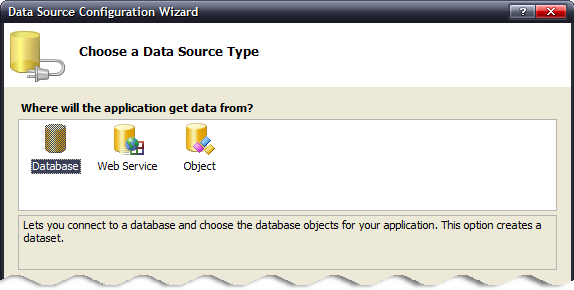 Data Source Configuration Wizard
?
Choose a Data Source Type
Where will the application get data from?
Database Web Service Object
Lets you connect to a database and choose the database objects for your application. This option creates a
dataset.